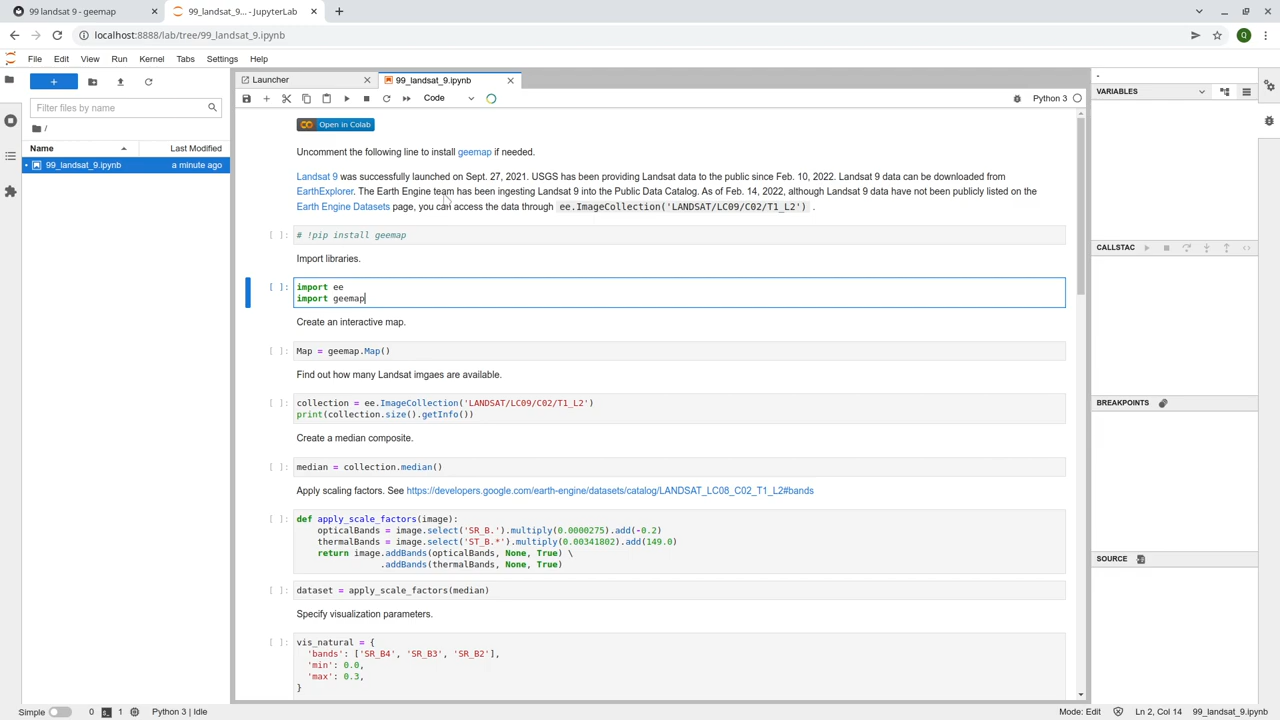 99 landsat 9 - geemap
99_landsat_9... - JupyterLab
localhost:8888/lab/tree/99_landsat_9.ipynb
Q
File Edit View Run Kernel Tabs Settings Help
Filter files by name
/
Name Last Modified
99_landsat_9.ipynb a minute ago
Launcher
99_landsat_9.ipynb
Code
Python 3
Open in Colab
Uncomment the following line to install geemap if needed.
Landsat 9 was successfully launched on Sept. 27, 2021. USGS has been providing Landsat data to the public since Feb. 10, 2022. Landsat 9 data can be downloaded from
EarthExplorer. The Earth Engine team has been ingesting Landsat 9 into the Public Data Catalog. As of Feb. 14, 2022, although Landsat 9 data have not been publicly listed on the
Earth Engine Datasets page, you can access the data through ee.ImageCollection('LANDSAT/LC09/C02/T1_L2') .
[ ]: # !pip install geemap
Import libraries.
[ ]: import ee
import geemap
Create an interactive map.
[ ]: Map = geemap.Map()
Find out how many Landsat imgaes are available.
[ ]: collection = ee.ImageCollection('LANDSAT/LC09/C02/T1_L2')
print(collection.size().getInfo())
Create a median composite.
[ ]: median = collection.median()
Apply scaling factors. See https://developers.google.com/earth-engine/datasets/catalog/LANDSAT_LC08_C02_T1_L2#bands
[ ]: def apply_scale_factors(image):
opticalBands = image.select('SR_B.').multiply(0.0000275).add(-0.2)
thermalBands = image.select('ST_B.*').multiply(0.00341802).add(149.0)
return image.addBands(opticalBands, None, True) \
.addBands(thermalBands, None, True)
[ ]: dataset = apply_scale_factors(median)
Specify visualization parameters.
[ ]: vis_natural = {
'bands': ['SR_B4', 'SR_B3', 'SR_B2'],
'min': 0.0,
'max': 0.3,
}
VARIABLES
CALLSTAC
BREAKPOINTS
SOURCE
Simple 0 1 Python 3 | Idle
Mode: Edit Ln 2, Col 14 99_landsat_9.ipynb